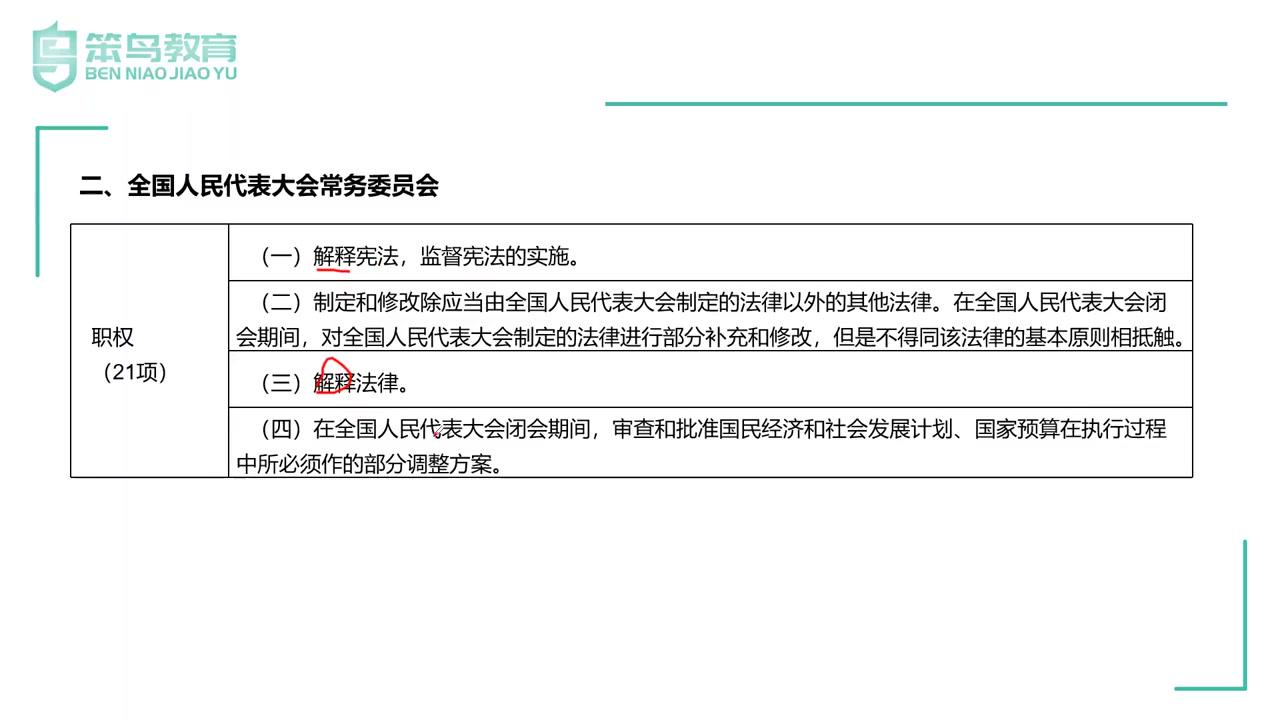 笨鸟教育
BEN NIAO JIAO YU
二、全国人民代表大会常务委员会
职权
（21项）
（一）解释宪法，监督宪法的实施。
（二）制定和修改除应当由全国人民代表大会制定的法律以外的其他法律。在全国人民代表大会闭
会期间，对全国人民代表大会制定的法律进行部分补充和修改，但是不得同该法律的基本原则相抵触。
（三）解释法律。
（四）在全国人民代表大会闭会期间，审查和批准国民经济和社会发展计划、国家预算在执行过程
中所必须作的部分调整方案。